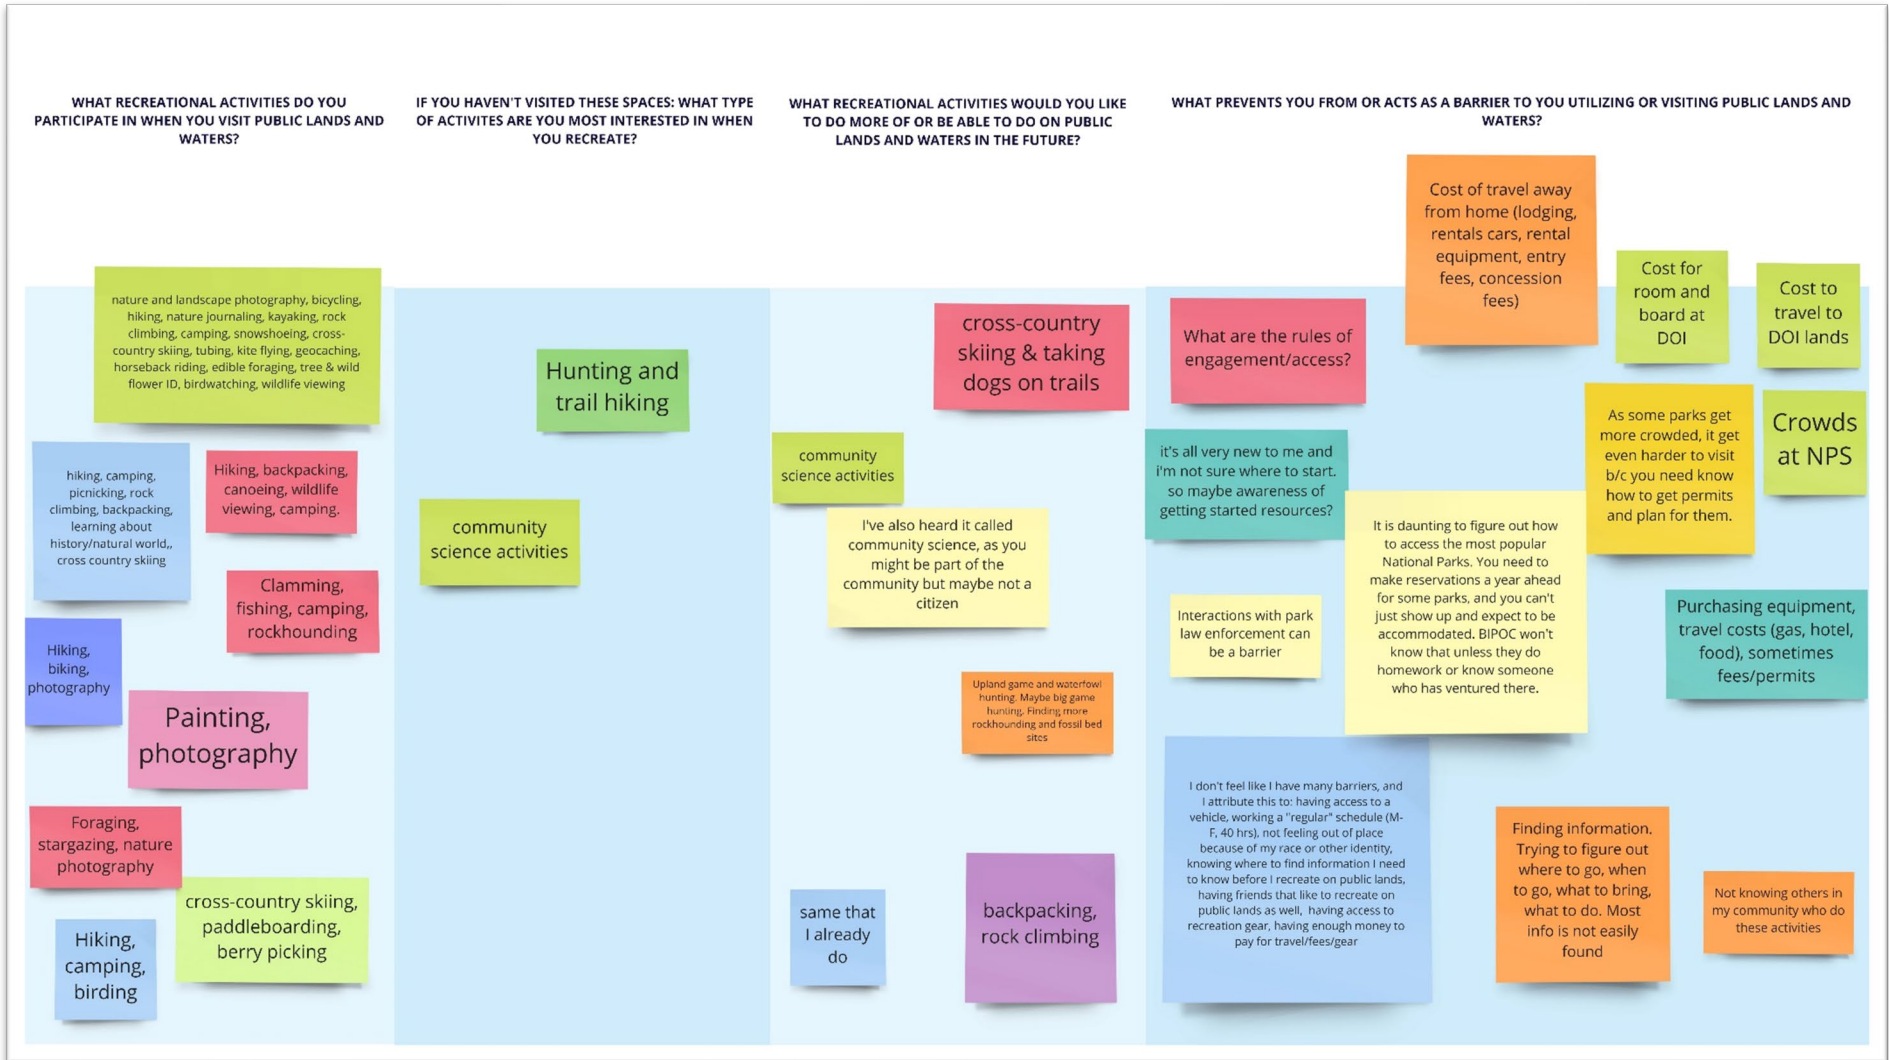 WHAT RECREATIONAL ACTIVITIES DO YOU
PARTICIPATE IN WHEN YOU VISIT PUBLIC LANDS AND
WATERS?
nature and landscape photography, bicycling,
hiking, nature journaling, kayaking, rock
climbing, camping, snowshoeing, cross-
country skiing, tubing, kite flying, geocaching,
horseback riding, edible foraging, tree & wild
flower ID, birdwatching, wildlife viewing
hiking, camping,
picnicking, rock
climbing, backpacking,
learning about
history/natural world,,
cross country skiing
Hiking, backpacking,
canoeing, wildlife
viewing, camping.
Clamming,
fishing, camping,
rockhounding
Hiking,
biking,
photography
Painting,
photography
Foraging,
stargazing, nature
photography
cross-country skiing,
paddleboarding,
berry picking
Hiking,
camping,
birding
IF YOU HAVEN'T VISITED THESE SPACES: WHAT TYPE
OF ACTIVITES ARE YOU MOST INTERESTED IN WHEN
YOU RECREATE?
Hunting and
trail hiking
community
science activities
WHAT RECREATIONAL ACTIVITIES WOULD YOU LIKE
TO DO MORE OF OR BE ABLE TO DO ON PUBLIC
LANDS AND WATERS IN THE FUTURE?
cross-country
skiing & taking
dogs on trails
community
science activities
I've also heard it called
community science, as you
might be part of the
community but maybe not a
citizen
Upland game and waterfowl
hunting. Maybe big game
hunting. Finding more
rockhounding and fossil bed
sites
same that
I already
do
backpacking,
rock climbing
WHAT PREVENTS YOU FROM OR ACTS AS A BARRIER TO YOU UTILIZING OR VISITING PUBLIC LANDS AND
WATERS?
Cost of travel away
from home (lodging,
rentals cars, rental
equipment, entry
fees, concession
fees)
Cost for
room and
board at
DOI
Cost to
travel to
DOI lands
What are the rules of
engagement/access?
As some parks get
more crowded, it get
even harder to visit
b/c you need know
how to get permits
and plan for them.
Crowds
at NPS
it's all very new to me and
i'm not sure where to start.
so maybe awareness of
getting started resources?
It is daunting to figure out how
to access the most popular
National Parks. You need to
make reservations a year ahead
for some parks, and you can't
just show up and expect to be
accommodated. BIPOC won't
know that unless they do
homework or know someone
who has ventured there.
Interactions with park
law enforcement can
be a barrier
Purchasing equipment,
travel costs (gas, hotel,
food), sometimes
fees/permits
I don't feel like I have many barriers, and
I attribute this to: having access to a
vehicle, working a "regular" schedule (M-
F, 40 hrs), not feeling out of place
because of my race or other identity,
knowing where to find information I need
to know before I recreate on public lands,
having friends that like to recreate on
public lands as well, having access to
recreation gear, having enough money to
pay for travel/fees/gear
Finding information.
Trying to figure out
where to go, when
to go, what to bring,
what to do. Most
info is not easily
found
Not knowing others in
my community who do
these activities